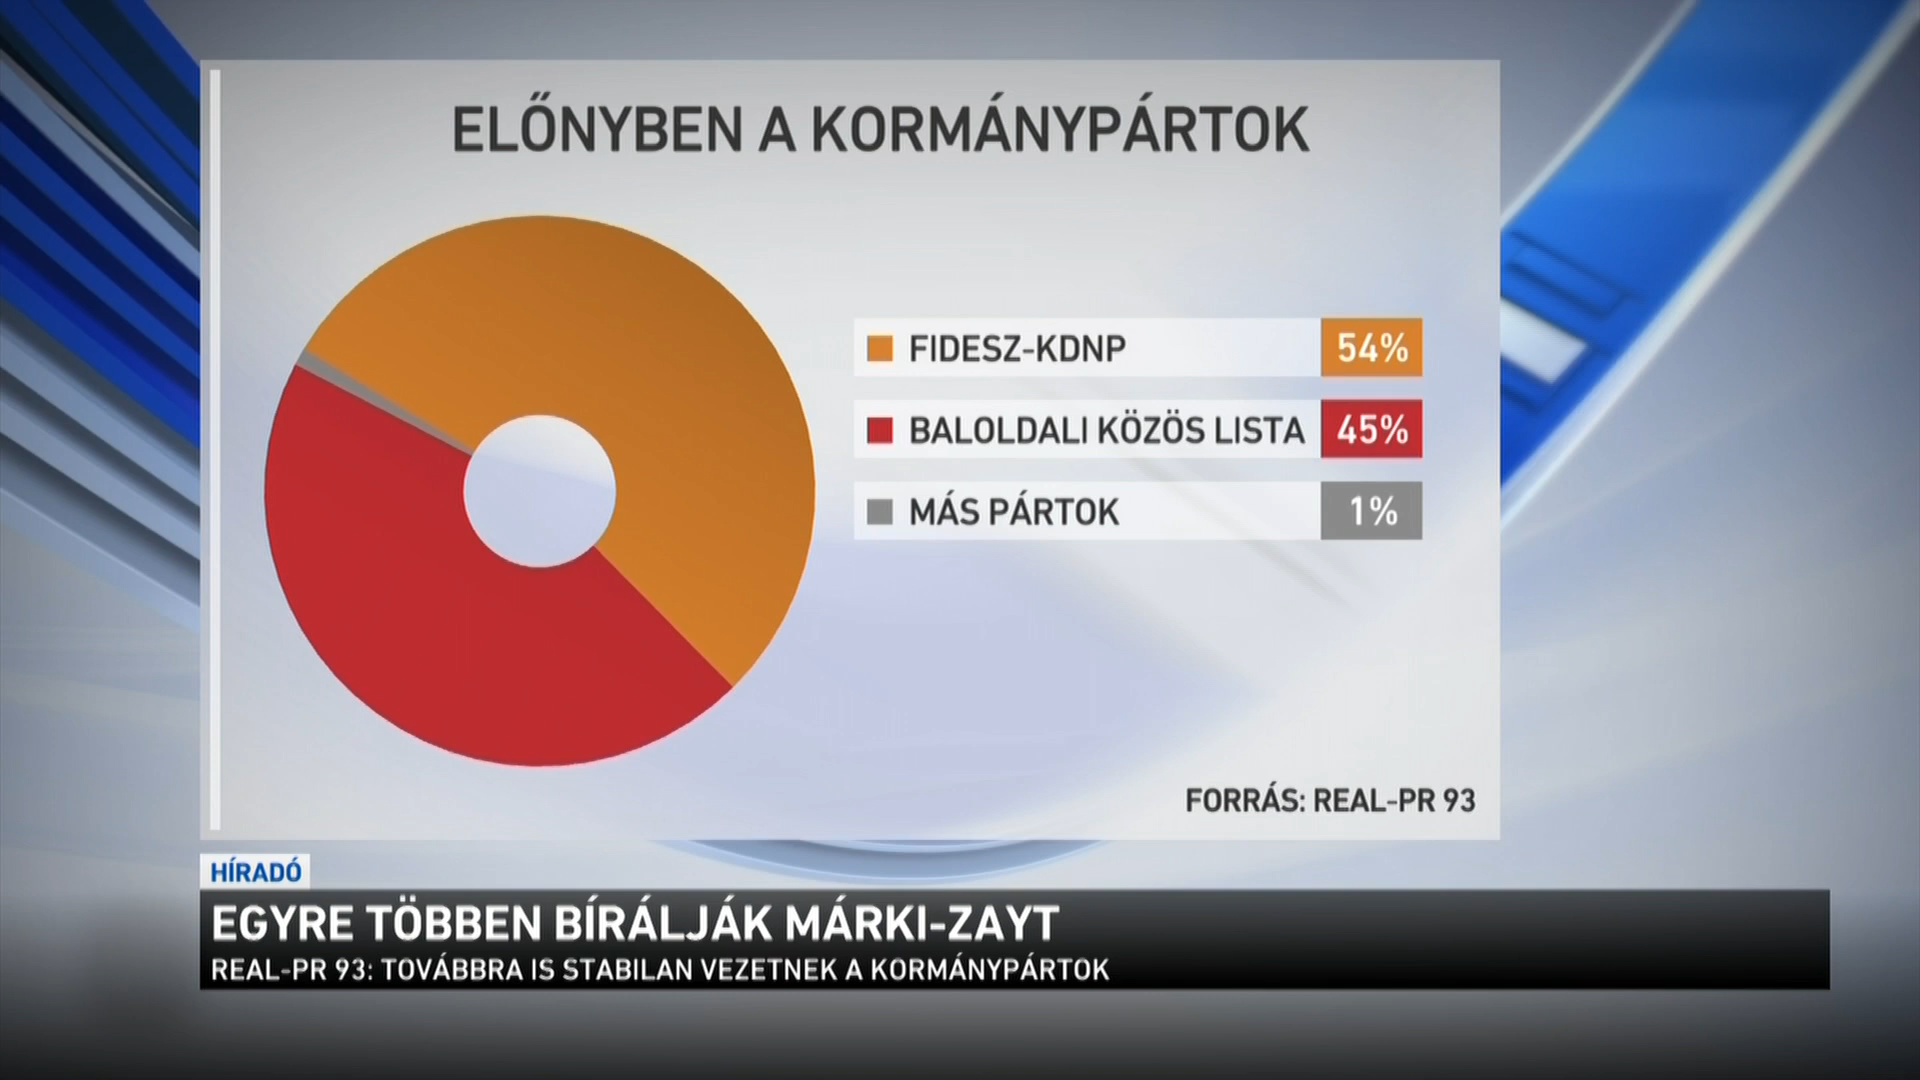 ELŐNYBEN A KORMÁNYPÁRTOK
FIDESZ-KDNP 54%
BALOLDALI KÖZÖS LISTA 45%
MÁS PÁRTOK 1%
FORRÁS: REAL-PR 93
HÍRADÓ
EGYRE TÖBBEN BÍRÁLJÁK MÁRKI-ZAYT
REAL-PR 93: TOVÁBBRA IS STABILAN VEZETNEK A KORMÁNYPÁRTOK